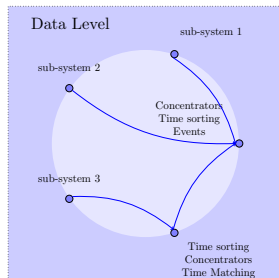 Data Level
sub-system 1
sub-system 2
Concentrators
Time sorting
Events
sub-system 3
Time sorting
Concentrators
Time Matching